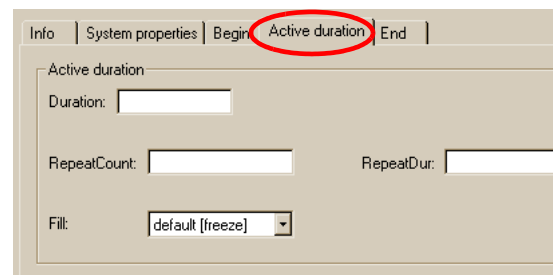 Info System properties Begin Active duration End
Active duration
Duration:
RepeatCount: RepeatDur:
Fill: default [freeze]